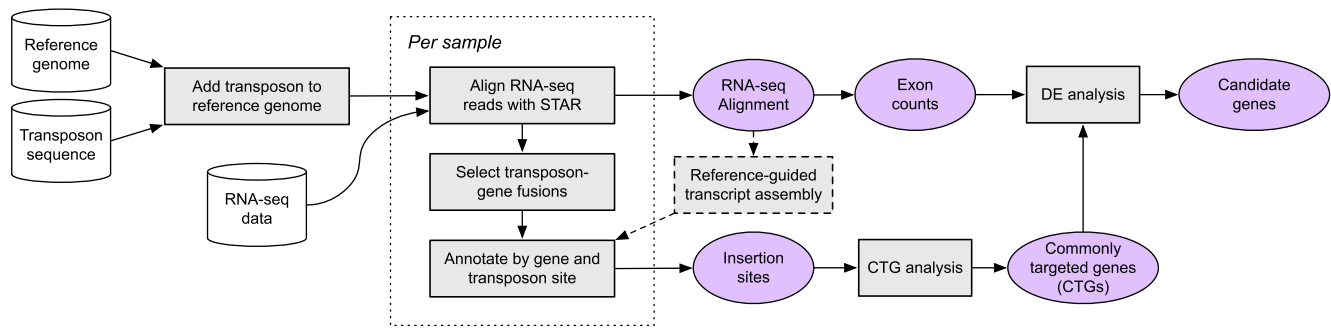 Reference
genome
Transposon
sequence
Add transposon to
reference genome
RNA-seq
data
Per sample
Align RNA-seq
reads with STAR
Select transposon-
gene fusions
Annotate by gene and
transposon site
RNA-seq
Alignment
Exon
counts
Reference-guided
transcript assembly
Insertion
sites
CTG analysis
Commonly
targeted genes
(CTGs)
DE analysis
Candidate
genes